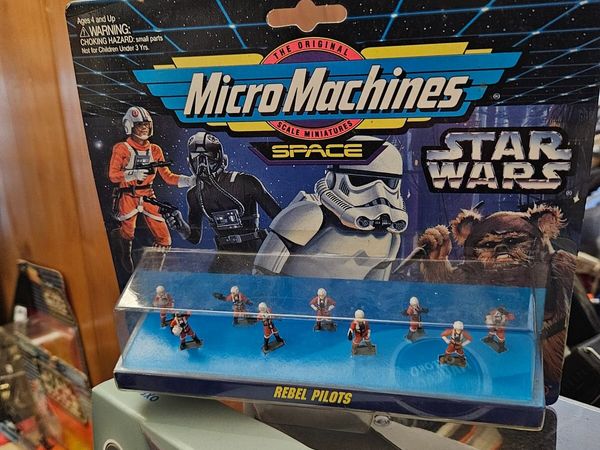 Ages 4 and Up
⚠WARNING:
CHOKING HAZARD: small parts
Not for Children under 3 Yrs.
THE ORIGINAL
Micro Machines®
SCALE MINIATURES
SPACE
STAR
WARS®
REBEL PILOTS